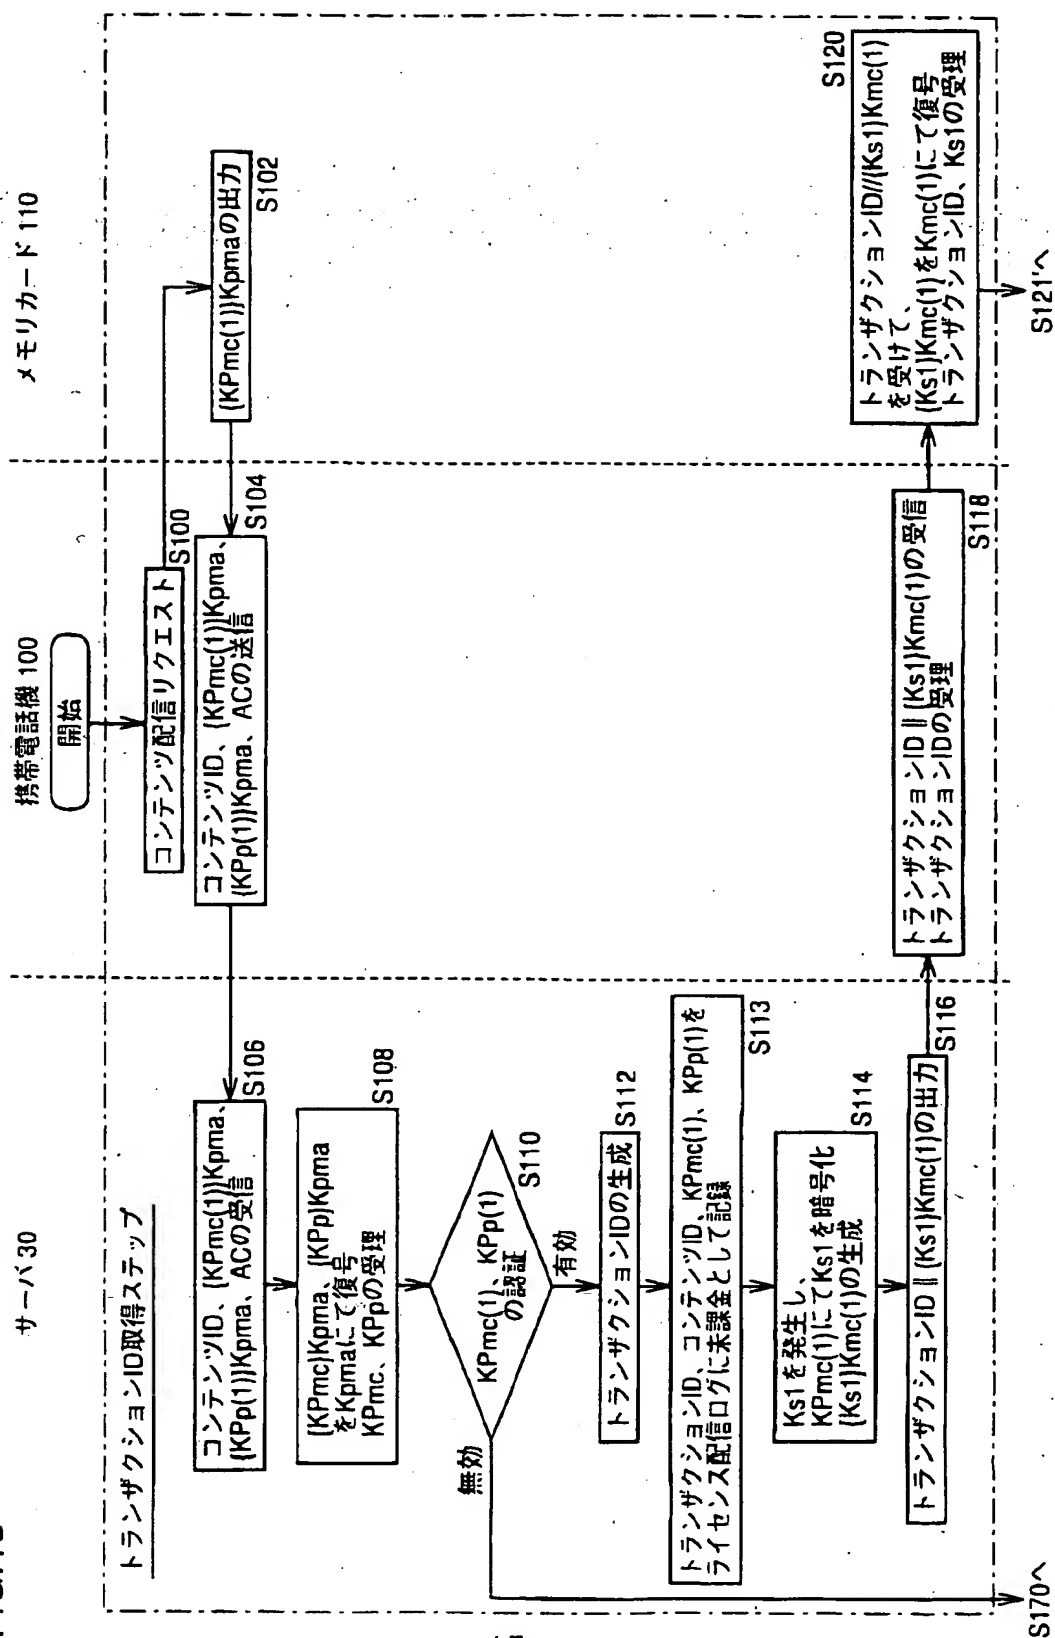 サーバ30
携帯電話機 100
メモリカード 110
トランザクションID取得ステップ
開始
コンテンツ配信リクエスト
S100
{KPmc(1)}Kpmaの出力
S102
コンテンツID、{KPmc(1)}Kpma、
{KPp(1)}Kpma、ACの送信
S104
コンテンツID、{KPmc(1)}Kpma、
{KPp(1)}Kpma、ACの受信
S106
{KPmc}Kpma、{KPp}Kpma
をKpmaにて復号
KPmc、KPpの受理
S108
KPmc(1)、KPp(1)
の認証
S110
無効
有効
トランザクションIDの生成
S112
トランザクションID、コンテンツID、KPmc(1)、KPp(1)を
ライセンス配信ログに未課金として記録
S113
Ks1を発生し、
KPmc(1)にてKs1を暗号化
{Ks1}Kmc(1)の生成
S114
トランザクションID || {Ks1}Kmc(1)の出力
S116
トランザクションID || {Ks1}Kmc(1)の受信
トランザクションIDの受理
S118
トランザクションID//{Ks1}Kmc(1)
を受けて、
{Ks1}Kmc(1)をKmc(1)にて復号
トランザクションID、Ks1の受理
S120
S170へ
S121'へ